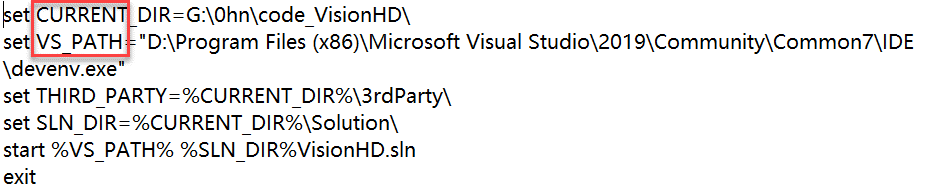 set CURRENT_DIR=G:\0hn\code_VisionHD\
set VS_PATH="D:\Program Files (x86)\Microsoft Visual Studio\2019\Community\Common7\IDE
\devenv.exe"
set THIRD_PARTY=%CURRENT_DIR%\3rdParty\
set SLN_DIR=%CURRENT_DIR%\Solution\
start %VS_PATH% %SLN_DIR%VisionHD.sln
exit